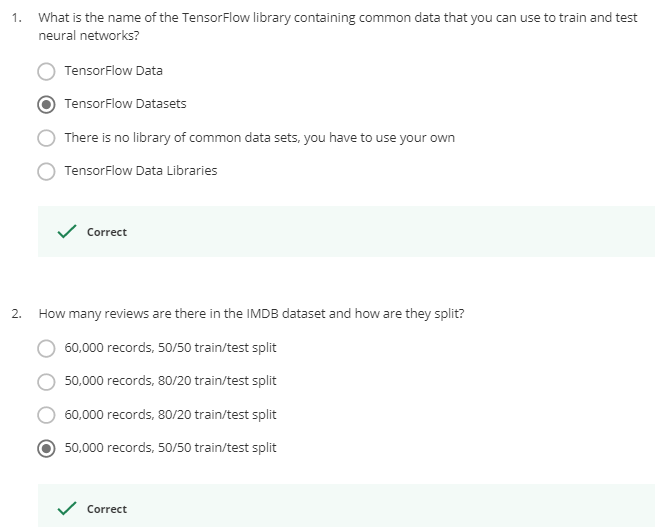 1. What is the name of the TensorFlow library containing common data that you can use to train and test
neural networks?
TensorFlow Data
TensorFlow Datasets
There is no library of common data sets, you have to use your own
TensorFlow Data Libraries
Correct
2. How many reviews are there in the IMDB dataset and how are they split?
60,000 records, 50/50 train/test split
50,000 records, 80/20 train/test split
60,000 records, 80/20 train/test split
50,000 records, 50/50 train/test split
Correct